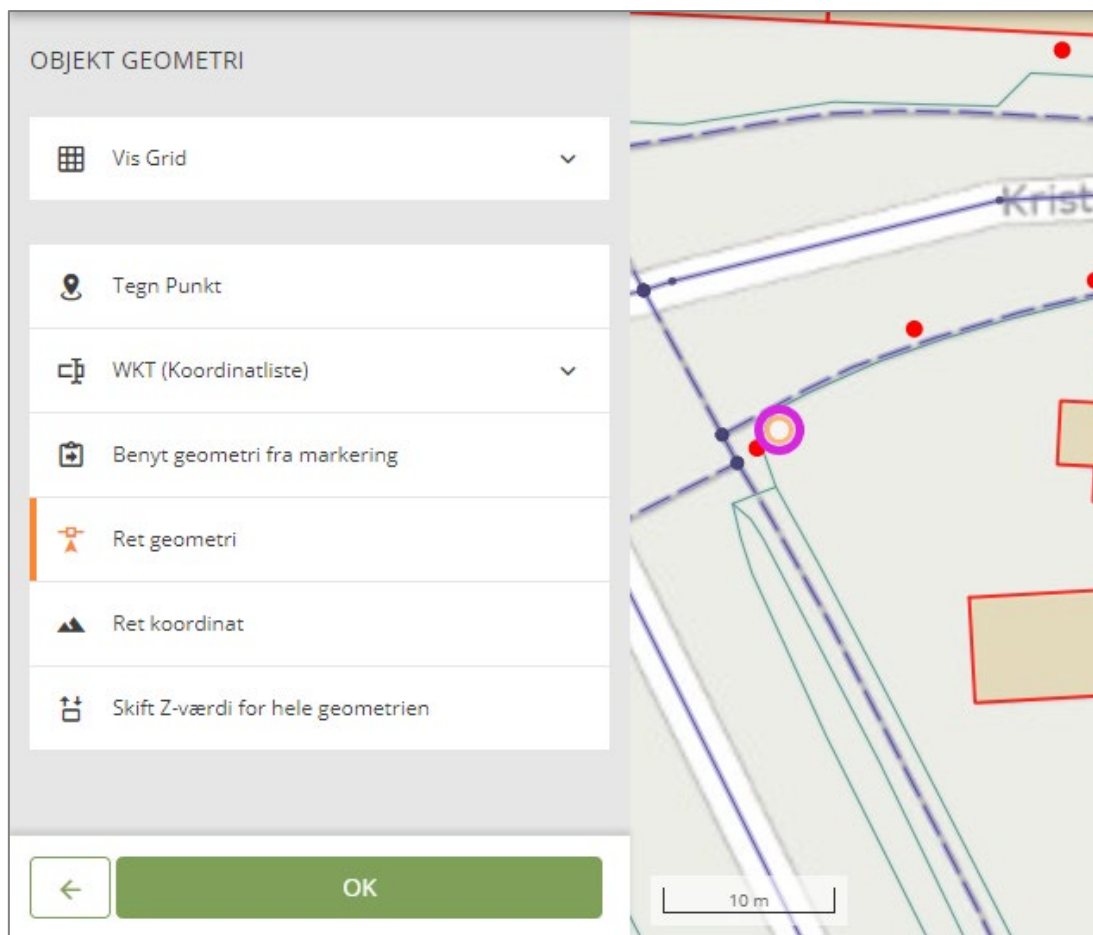 OBJEKT GEOMETRI
Vis Grid
Tegn Punkt
WKT (Koordinatliste)
Benyt geometri fra markering
Ret geometri
Ret koordinat
Skift Z-værdi for hele geometrien
OK
Krist
10 m